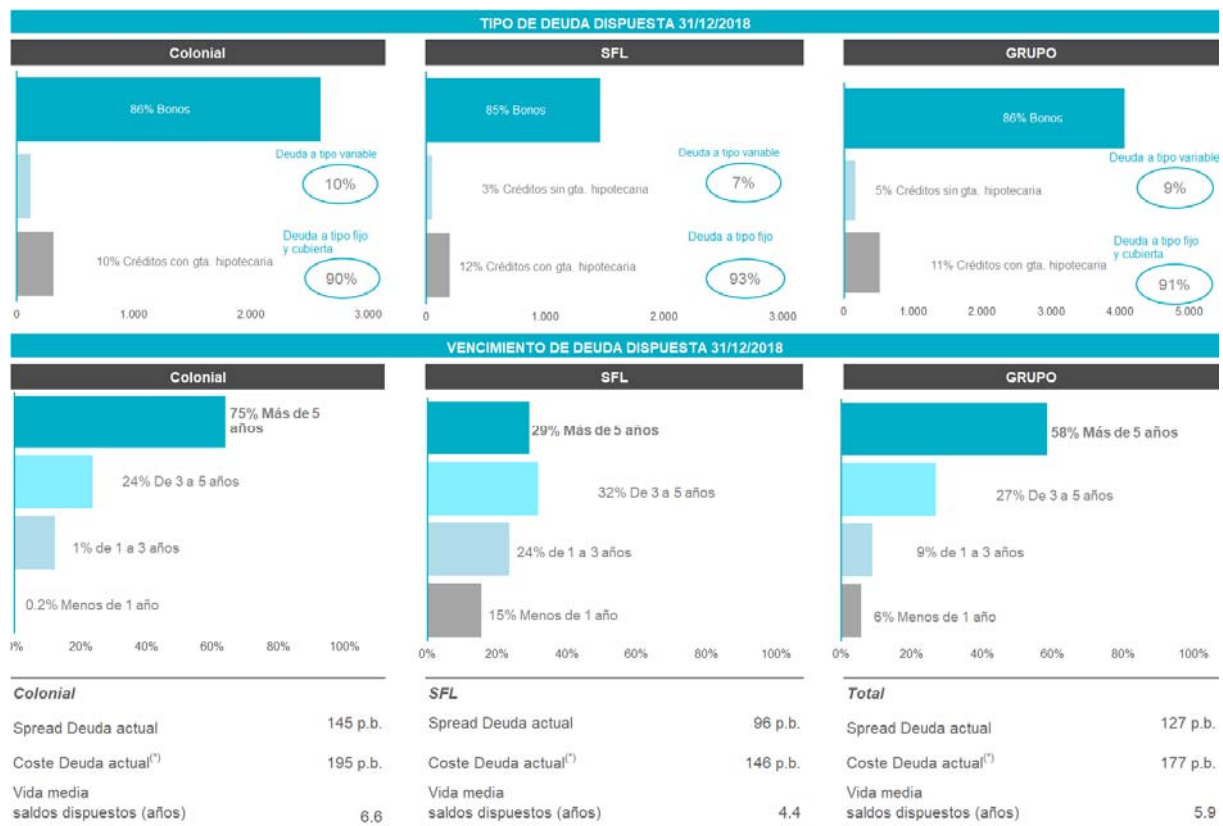 TIPO DE DEUDA DISPUESTA 31/12/2018
Colonial
86% Bonos
Deuda a tipo variable
10%
Deuda a tipo fijo
y cubierta
10% Créditos con gta. hipotecaria
90%
0 1.000 2.000 3.000
SFL
85% Bonos
Deuda a tipo variable
7%
3% Créditos sin gta. hipotecaria
Deuda a tipo fijo
12% Créditos con gta. hipotecaria
93%
0 1.000 2.000 3.000
GRUPO
86% Bonos
Deuda a tipo variable
9%
5% Créditos sin gta. hipotecaria
Deuda a tipo fijo
y cubierta
11% Créditos con gta. hipotecaria
91%
0 1.000 2.000 3.000 4.000 5.000
VENCIMIENTO DE DEUDA DISPUESTA 31/12/2018
Colonial
75% Más de 5
años
24% De 3 a 5 años
1% de 1 a 3 años
0.2% Menos de 1 año
0% 20% 40% 60% 80% 100%
SFL
29% Más de 5 años
32% De 3 a 5 años
24% de 1 a 3 años
15% Menos de 1 año
0% 20% 40% 60% 80% 100%
GRUPO
58% Más de 5 años
27% De 3 a 5 años
9% de 1 a 3 años
6% Menos de 1 año
0% 20% 40% 60% 80% 100%
Colonial
Spread Deuda actual 145 p.b.
Coste Deuda actual(*) 195 p.b.
Vida media
saldos dispuestos (años) 6.6
SFL
Spread Deuda actual 96 p.b.
Coste Deuda actual(*) 146 p.b.
Vida media
saldos dispuestos (años) 4.4
Total
Spread Deuda actual 127 p.b.
Coste Deuda actual(*) 177 p.b.
Vida media
saldos dispuestos (años) 5.9